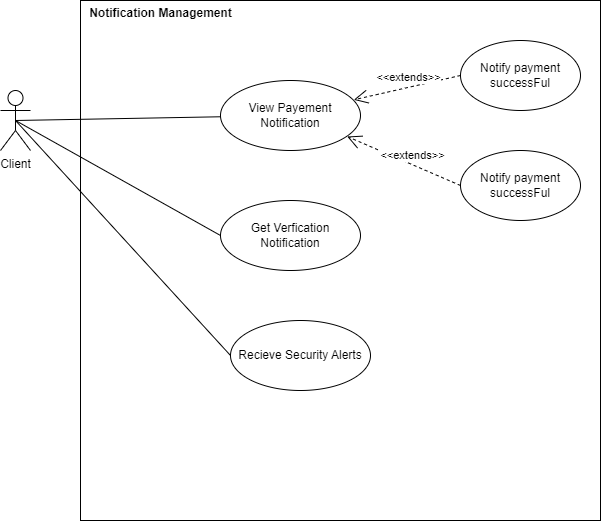 Notification Management
<<extends>>
Notify payment
successFul
View Payement
Notification
Client
<<extends>>
Notify payment
successFul
Get Verfication
Notification
Recieve Security Alerts